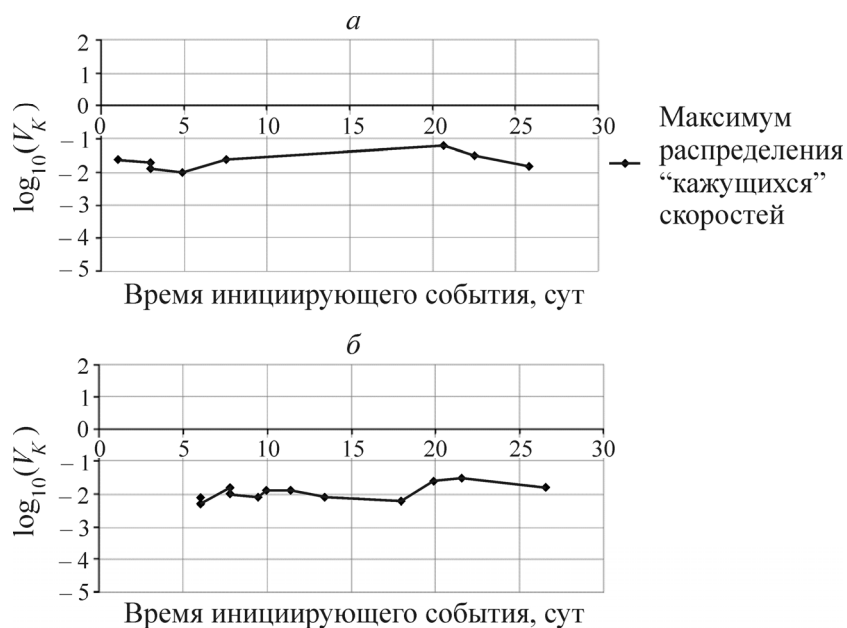 а
2
1
0
0 5 10 15 20 25 30
– 1
– 2
– 3
– 4
– 5
log₁₀(V_K)
Время инициирующего события, сут
Максимум
распределения
“кажущихся”
скоростей
б
2
1
0
0 5 10 15 20 25 30
– 1
– 2
– 3
– 4
– 5
log₁₀(V_K)
Время инициирующего события, сут